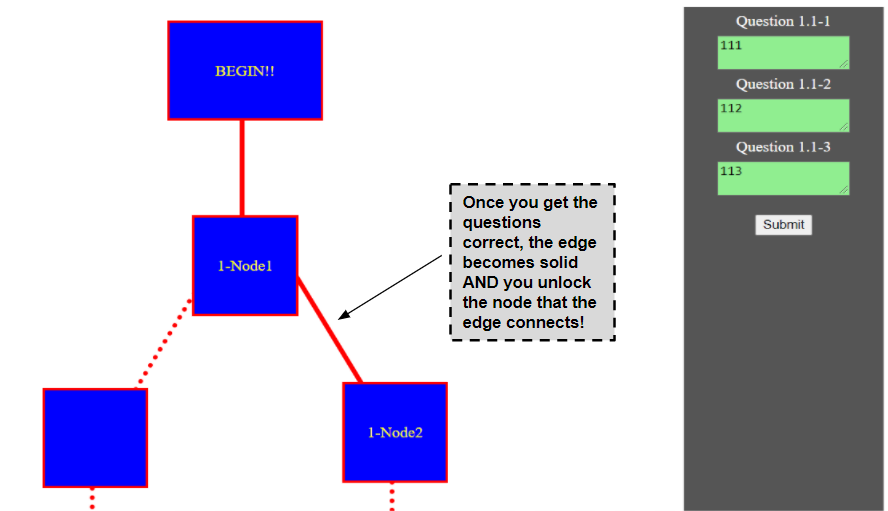 BEGIN!!
1-Node1
1-Node2
Once you get the
questions
correct, the edge
becomes solid
AND you unlock
the node that the
edge connects!
Question 1.1-1
111
Question 1.1-2
112
Question 1.1-3
113
Submit